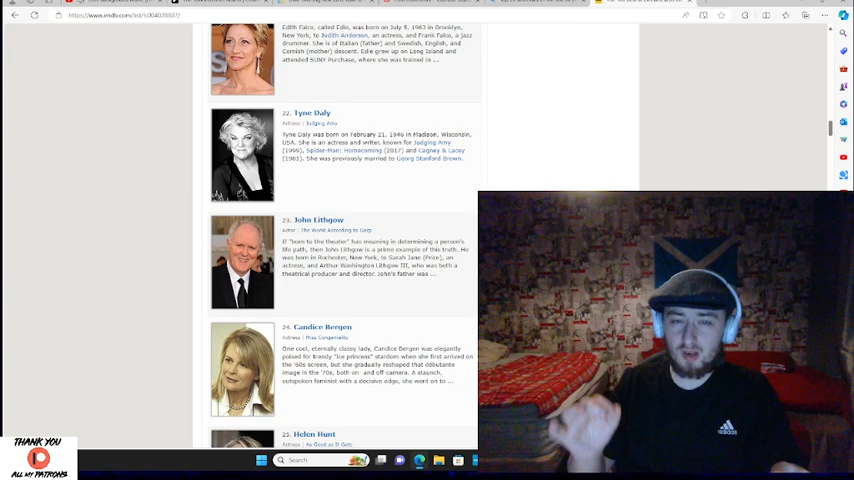 https://www.imdb.com/list/
Edith Falco, called Edie, was born on July 5, 1963 in Brooklyn,
New York, to Judith Anderson, an actress, and Frank Falco, a jazz
drummer. She is of Italian (father) and Swedish, English, and
Cornish (mother) descent. Edie grew up on Long Island and
attended SUNY Purchase, where she was trained in ...
22. Tyne Daly
Actress | Judging Amy
Tyne Daly was born on February 21, 1946 in Madison, Wisconsin,
USA. She is an actress and writer, known for Judging Amy
(1999), Spider-Man: Homecoming (2017) and Cagney & Lacey
(1981). She was previously married to Georg Stanford Brown.
23. John Lithgow
Actor | The World According to Garp
If "born to the theater" has meaning in determining a person's
life path, then John Lithgow is a prime example of this truth. He
was born in Rochester, New York, to Sarah Jane (Price), an
actress, and Arthur Washington Lithgow III, who was both a
theatrical producer and director. John's father was ...
24. Candice Bergen
Actress | Miss Congeniality
One cool, eternally classy lady, Candice Bergen was elegantly
poised for trendy "ice princess" stardom when she first arrived on
the '60s screen, but she gradually reshaped that débutante
image in the '70s, both on- and off-camera. A staunch,
outspoken feminist with a decisive edge, she went on to ...
25. Helen Hunt
Actress | As Good as It Gets
Search
THANK YOU
ALL MY PATRONS
adidas